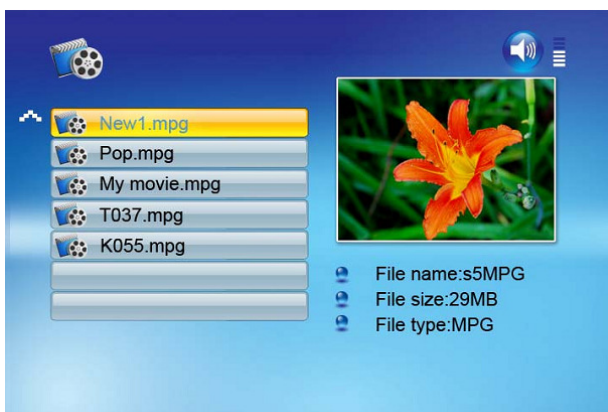 New1.mpg
Pop.mpg
My movie.mpg
T037.mpg
K055.mpg
File name:s5MPG
File size:29MB
File type:MPG